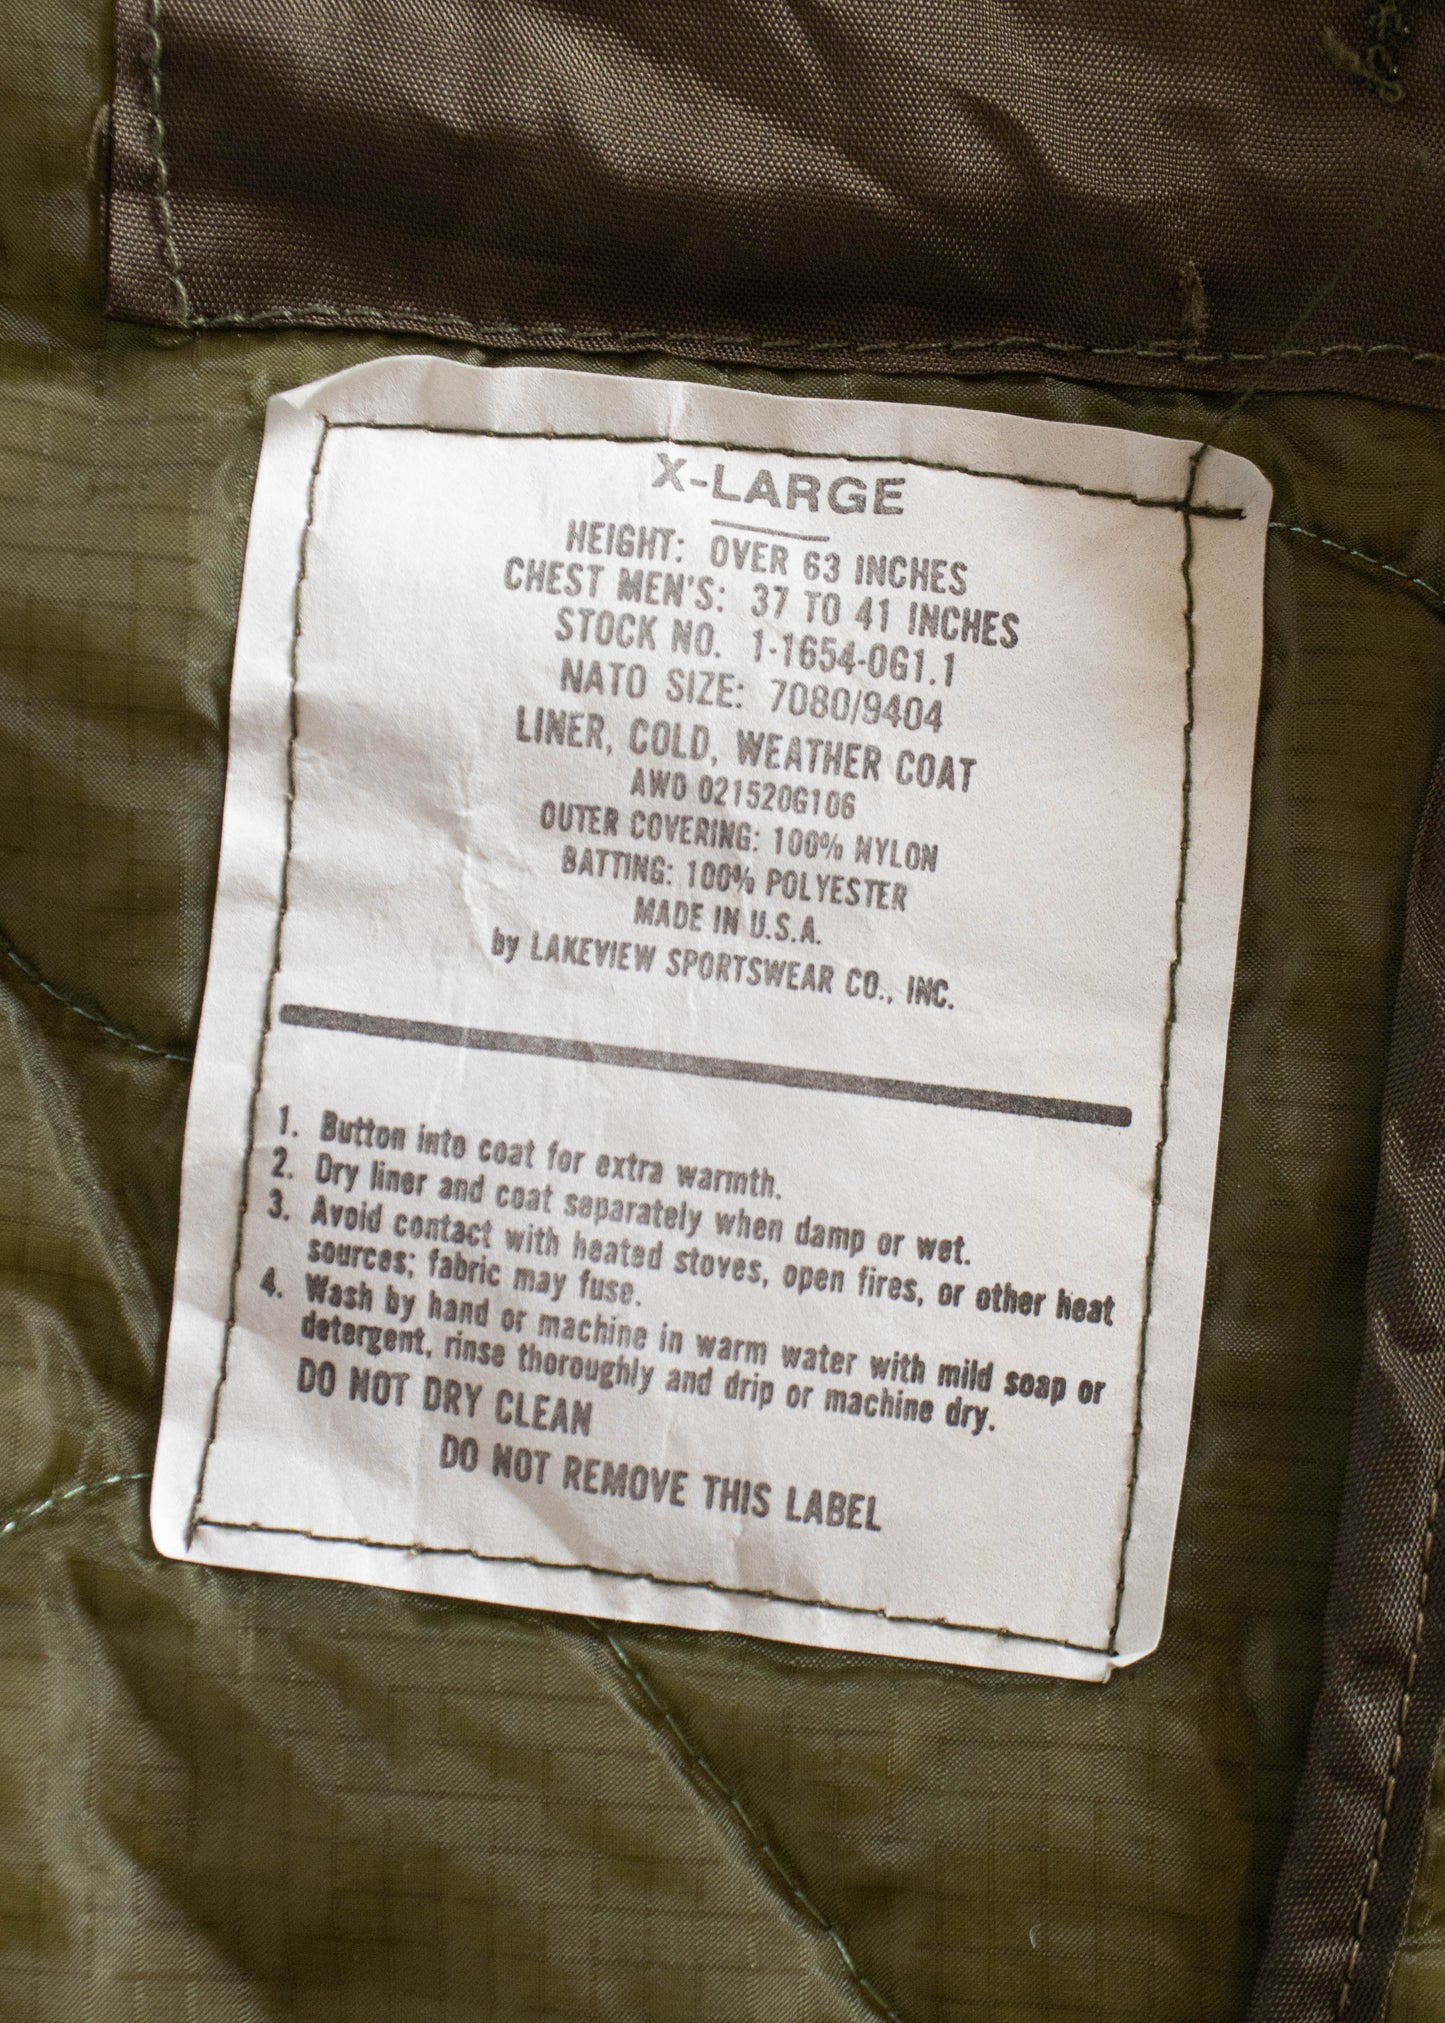 X-LARGE
HEIGHT: OVER 63 INCHES
CHEST MEN'S: 37 TO 41 INCHES
STOCK NO. 1-1654-OG1.1
NATO SIZE: 7080/9404
LINER, COLD, WEATHER COAT
AWD 021520G106
OUTER COVERING: 100% NYLON
BATTING: 100% POLYESTER
MADE IN U.S.A.
by LAKEVIEW SPORTSWEAR CO., INC.
1. Button into coat for extra warmth.
2. Dry liner and coat separately when damp or wet.
3. Avoid contact with heated stoves, open fires, or other heat
sources; fabric may fuse.
4. Wash by hand or machine in warm water with mild soap or
detergent, rinse thoroughly and drip or machine dry.
DO NOT DRY CLEAN
DO NOT REMOVE THIS LABEL